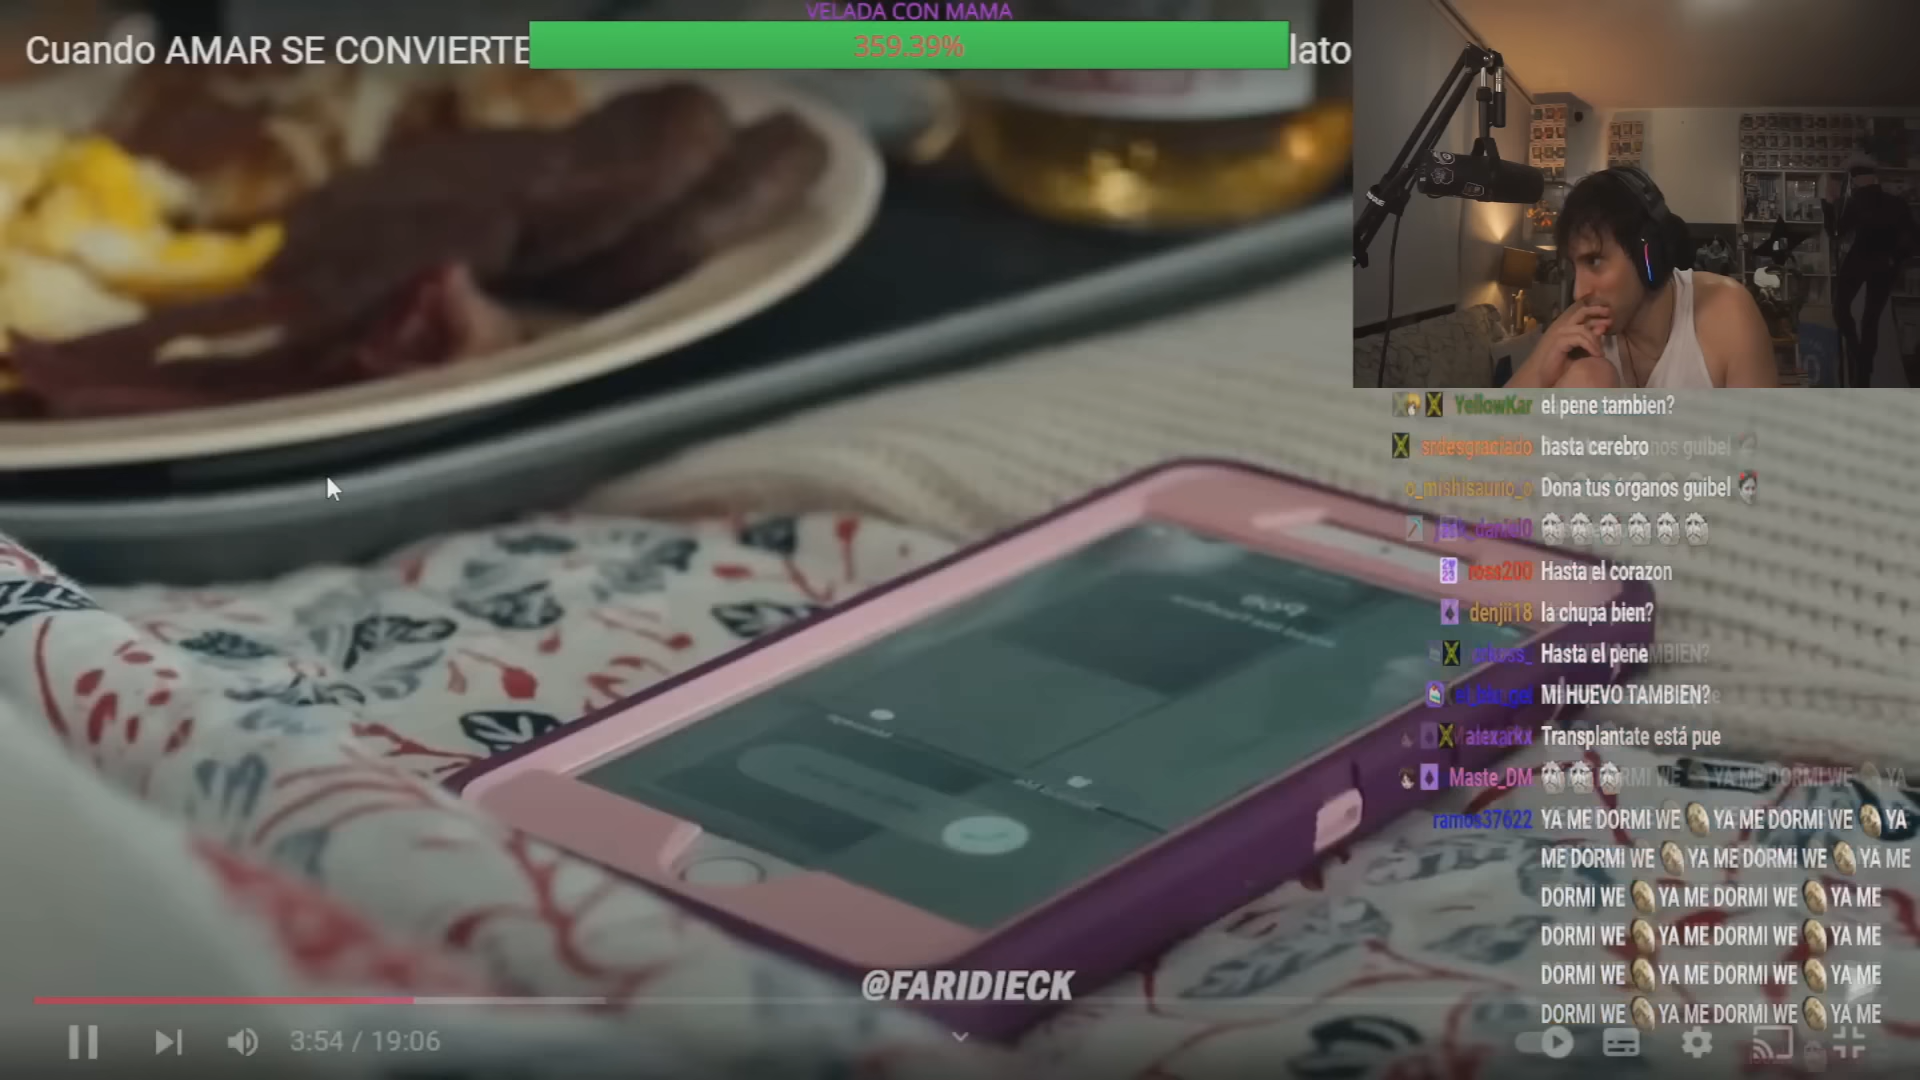 VELADA CON MAMA
Cuando AMAR SE CONVIERTE
359.39%
lato
YellowKar el pene tambien?
srdesgraciado hasta cerebro
o_mishisaurio_o Dona tus órganos guibel
ross200 Hasta el corazon
denjii18 la chupa bien?
Hasta el pene
MI HUEVO TAMBIEN?
Transplantate está pue
Maste_DM
ramos37622 YA ME DORMI WE YA ME DORMI WE YA
ME DORMI WE YA ME DORMI WE YA ME
DORMI WE YA ME DORMI WE YA ME
DORMI WE YA ME DORMI WE YA ME
DORMI WE YA ME DORMI WE YA ME
DORMI WE YA ME DORMI WE YA ME
@FARIDIECK
3:54 / 19:06